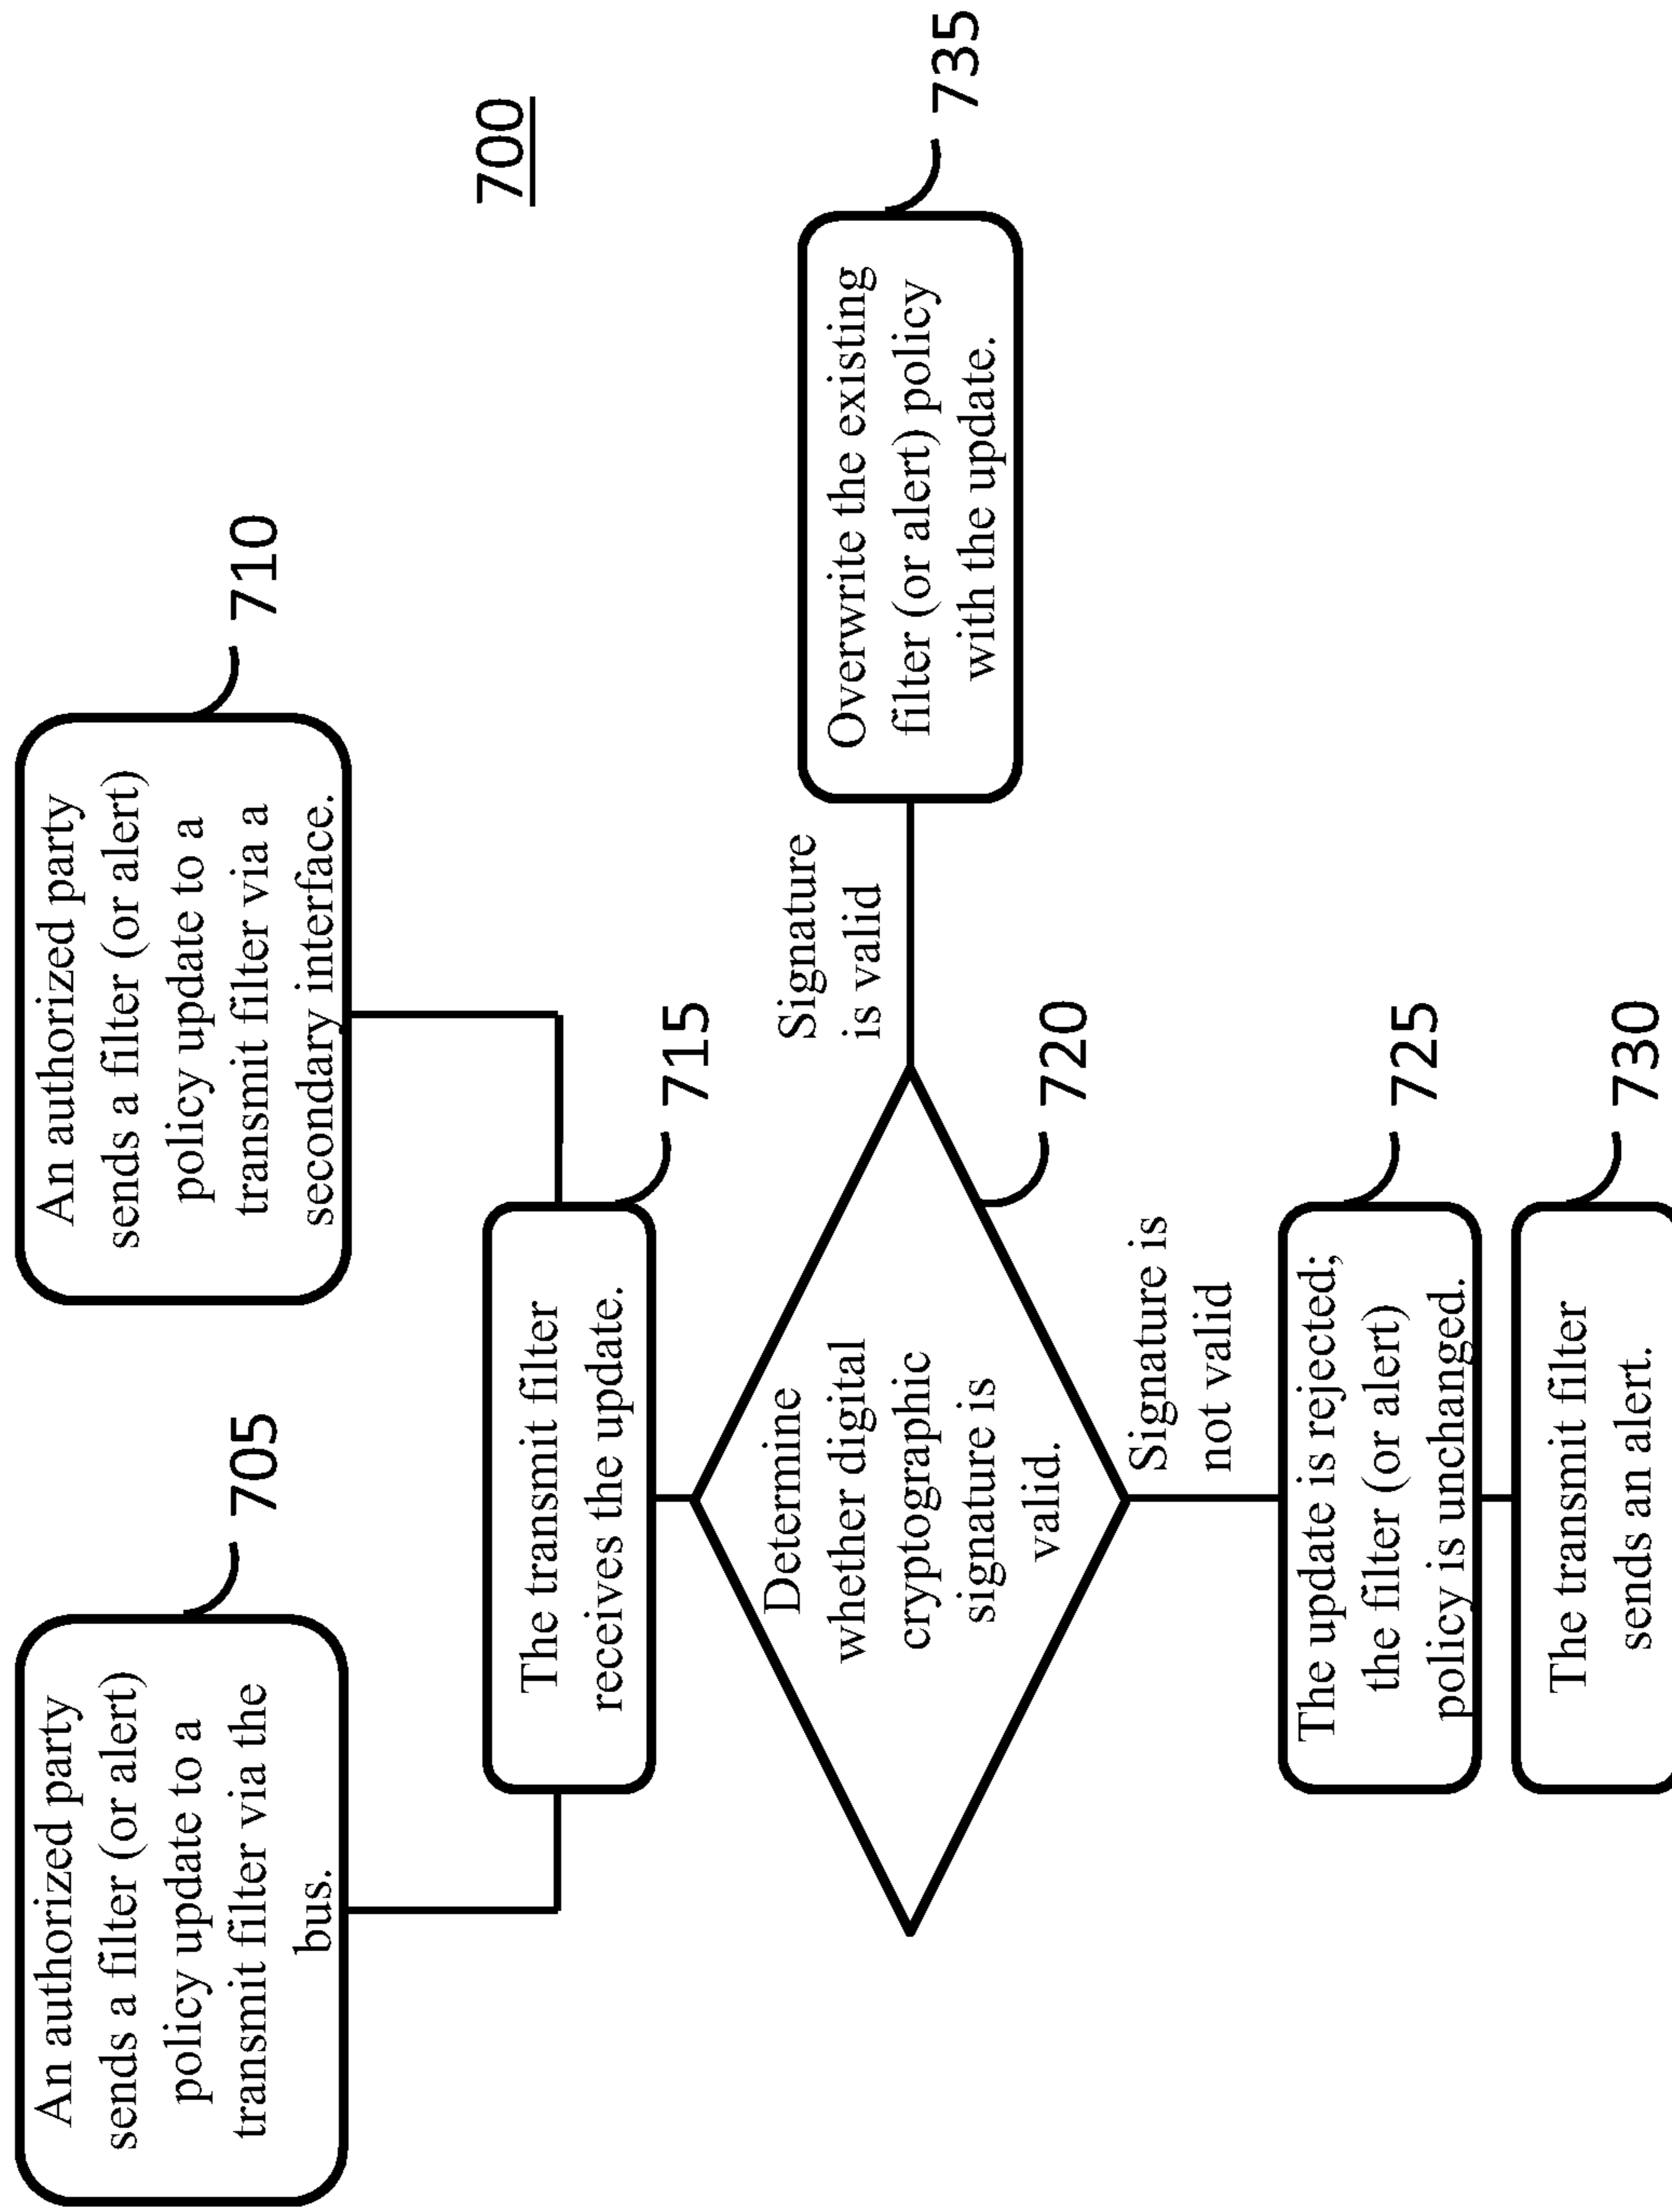 700
An authorized party
sends a filter (or alert)
policy update to a
transmit filter via the
bus.
705
An authorized party
sends a filter (or alert)
policy update to a
transmit filter via a
secondary interface.
710
The transmit filter
receives the update.
715
Determine
whether digital
cryptographic
signature is
valid.
720
Signature
is valid
Overwrite the existing
filter (or alert) policy
with the update.
735
Signature is
not valid
The update is rejected;
the filter (or alert)
policy is unchanged.
725
The transmit filter
sends an alert.
730